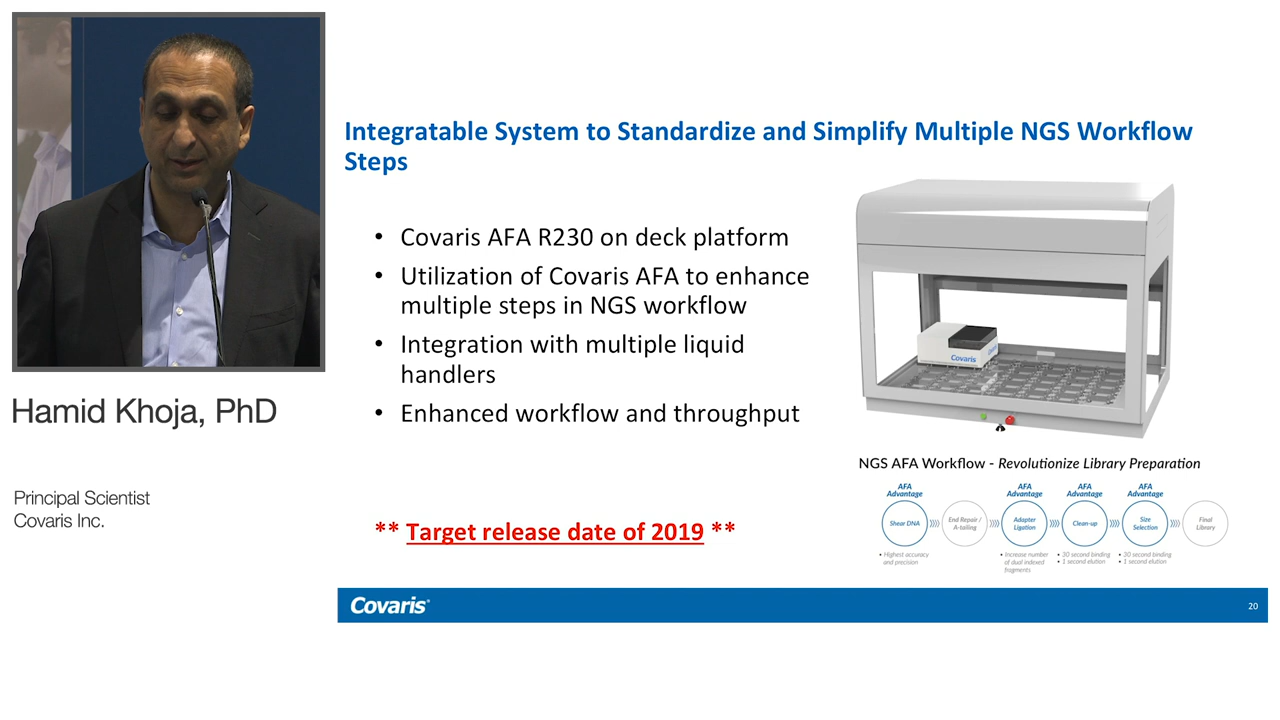 Integratable System to Standardize and Simplify Multiple NGS Workflow
Steps
• Covaris AFA R230 on deck platform
• Utilization of Covaris AFA to enhance
multiple steps in NGS workflow
• Integration with multiple liquid
handlers
• Enhanced workflow and throughput
** Target release date of 2019 **
Covaris
NGS AFA Workflow - Revolutionize Library Preparation
AFA
Advantage
Shear DNA
• Highest accuracy
and precision
End Repair /
A-tailing
AFA
Advantage
Adapter
Ligation
• Increase number
of dual indexed
fragments
AFA
Advantage
Clean-up
• 30 second binding
• 1 second elution
AFA
Advantage
Size
Selection
• 30 second binding
• 1 second elution
Final
Library
Covaris®
20
Hamid Khoja, PhD
Principal Scientist
Covaris Inc.